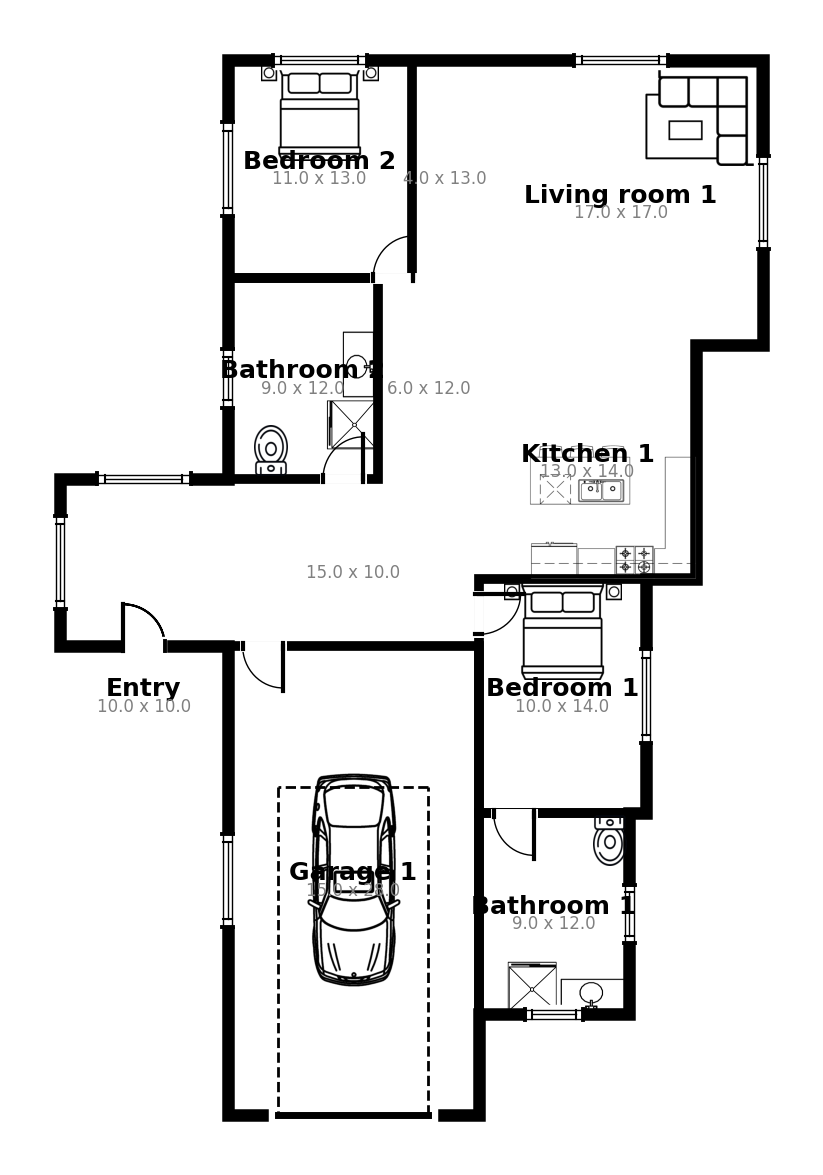 Bedroom 2
11.0 x 13.0
4.0 x 13.0
Living room 1
17.0 x 17.0
Bathroom 2
9.0 x 12.0
6.0 x 12.0
Kitchen 1
13.0 x 14.0
15.0 x 10.0
Entry
10.0 x 10.0
Bedroom 1
10.0 x 14.0
Garage 1
15.0 x 28.0
Bathroom 1
9.0 x 12.0